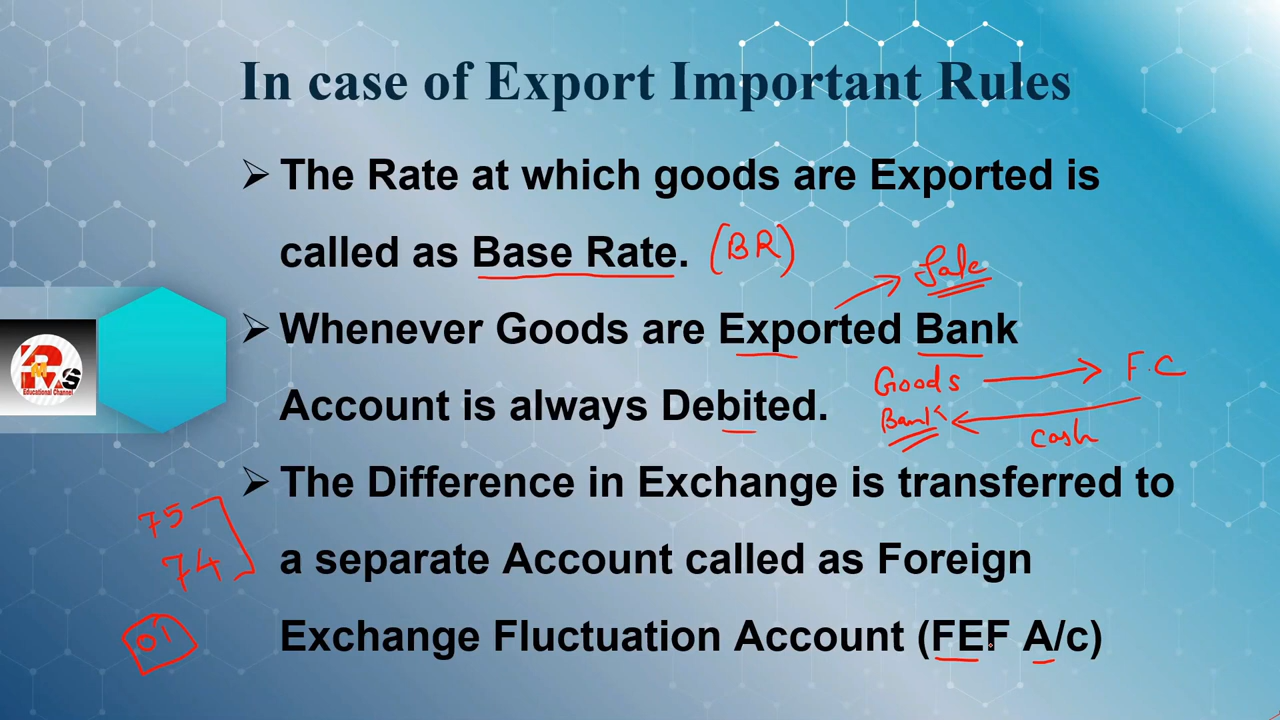 In case of Export Important Rules
➢ The Rate at which goods are Exported is
called as Base Rate. (BR)
Sale
➢ Whenever Goods are Exported Bank
Goods → F.C
Account is always Debited.
Bank ← cash
➢ The Difference in Exchange is transferred to
75
a separate Account called as Foreign
74
Exchange Fluctuation Account (FEF A/c)
01
Educational Channel